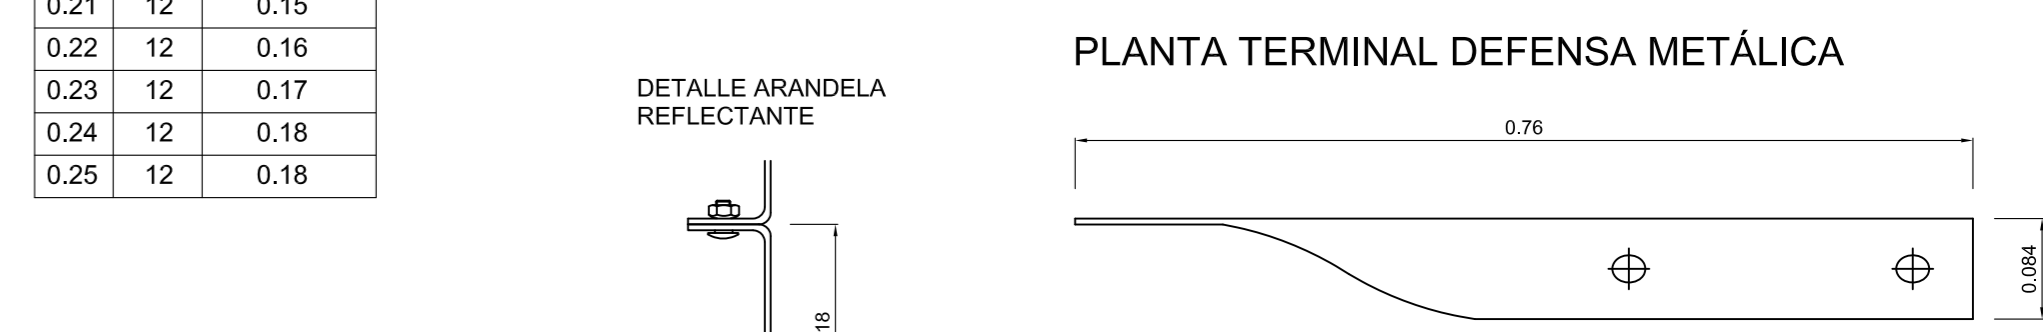 0.21 12 0.15
0.22 12 0.16
0.23 12 0.17
0.24 12 0.18
0.25 12 0.18
DETALLE ARANDELA
REFLECTANTE
18
PLANTA TERMINAL DEFENSA METÁLICA
0.76
0.084